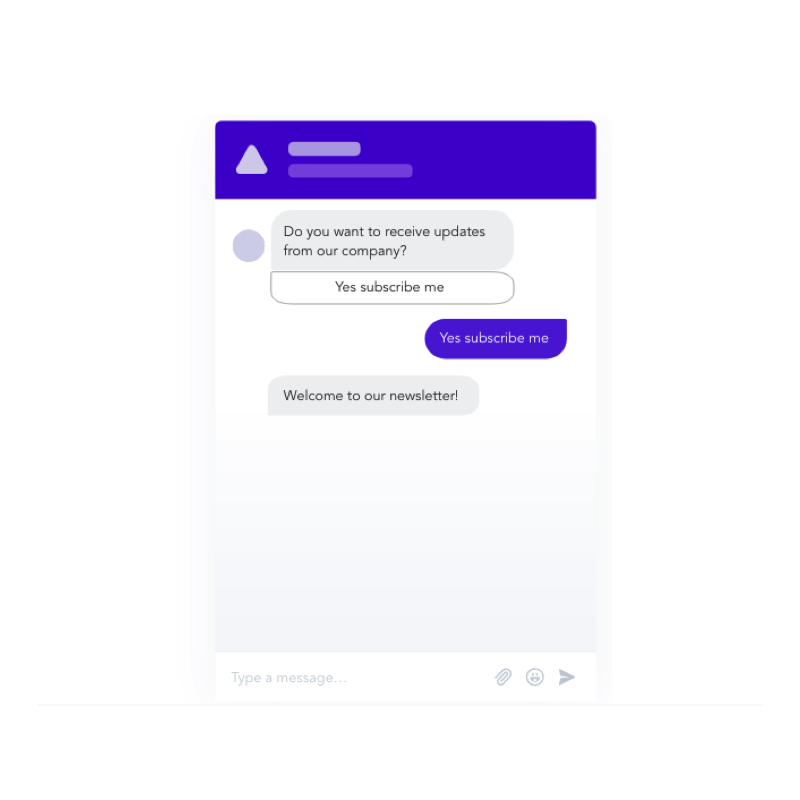 Do you want to receive updates
from our company?
Yes subscribe me
Yes subscribe me
Welcome to our newsletter!
Type a message...